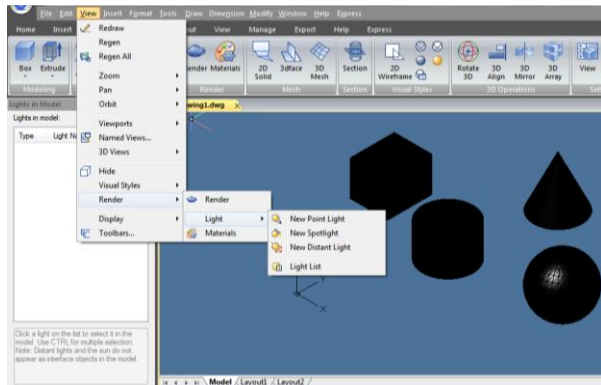 File Edit View Insert Format Tools Draw Dimension Modify Window Help Express
Home Insert out View Manage Export Help Express
Box Extrude ender Materials 2D Solid 3dface 3D Mesh Section 2D Wireframe Rotate 3D 3D Align 3D Mirror 3D Array View
Modeling Render Mesh Section Visual Styles 3D Operations Set
Lights in Model
wing1.dwg
Lights in model:
Type Light N
Redraw
Regen
Regen All
Zoom
Pan
Orbit
Viewports
Named Views...
3D Views
Hide
Visual Styles
Render
Display
Toolbars...
Render
Light
Materials
New Point Light
New Spotlight
New Distant Light
Light List
Y
X
Click a light on the list to select it in the
model. Use CTRL for multiple selection.
Note: Distant lights and the sun do not
appear as interface objects in the model.
Model Layout1 Layout2